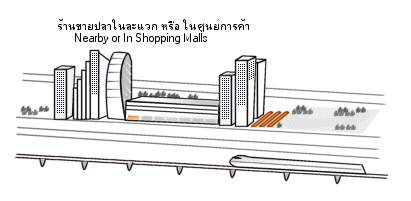 ร้านขายปลาในละแวก หรือ ในศูนย์การค้า
Nearby or In Shopping Malls